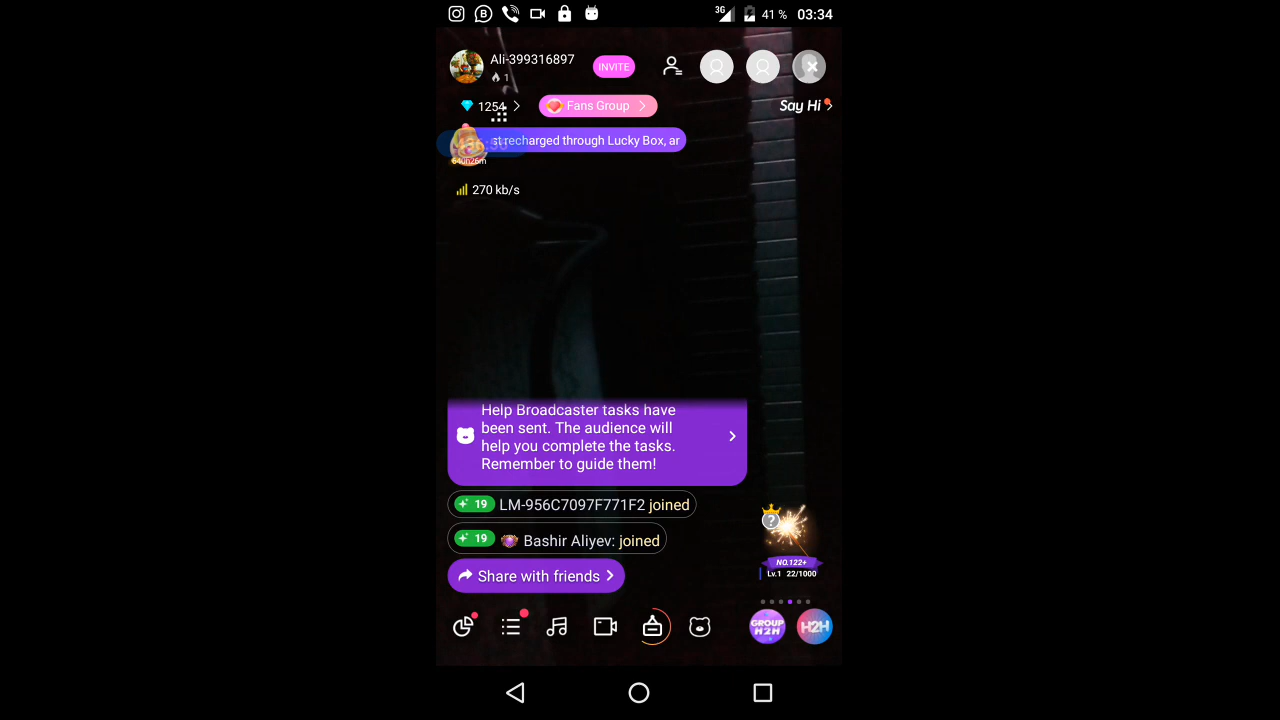 3G 41 % 03:34
Ali-399316897
1
INVITE
1254
Fans Group
Say Hi
st recharged through Lucky Box, ar
640h26m
270 kb/s
Help Broadcaster tasks have
been sent. The audience will
help you complete the tasks.
Remember to guide them!
19 LM-956C7097F771F2 joined
19 Bashir Aliyev: joined
NO.122+
Lv.1 22/1000
Share with friends
GROUP
H2H
H2H